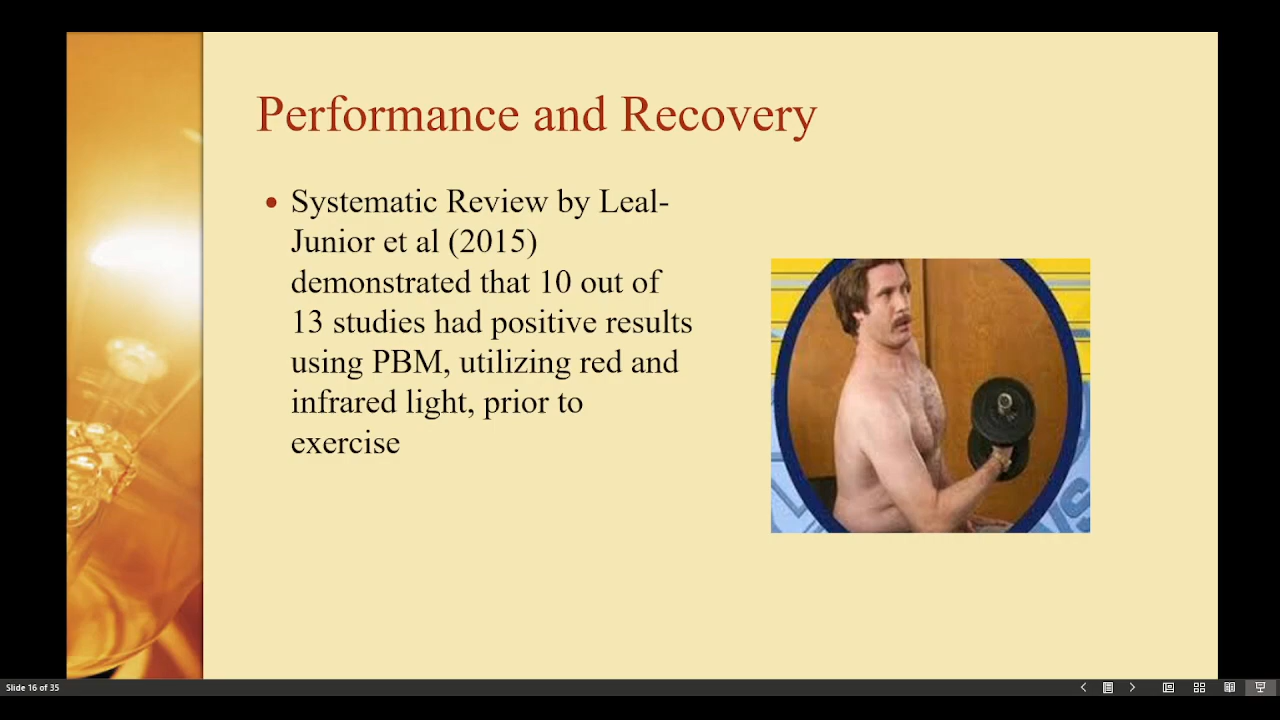 Performance and Recovery
• Systematic Review by Leal-
Junior et al (2015)
demonstrated that 10 out of
13 studies had positive results
using PBM, utilizing red and
infrared light, prior to
exercise
Slide 16 of 35